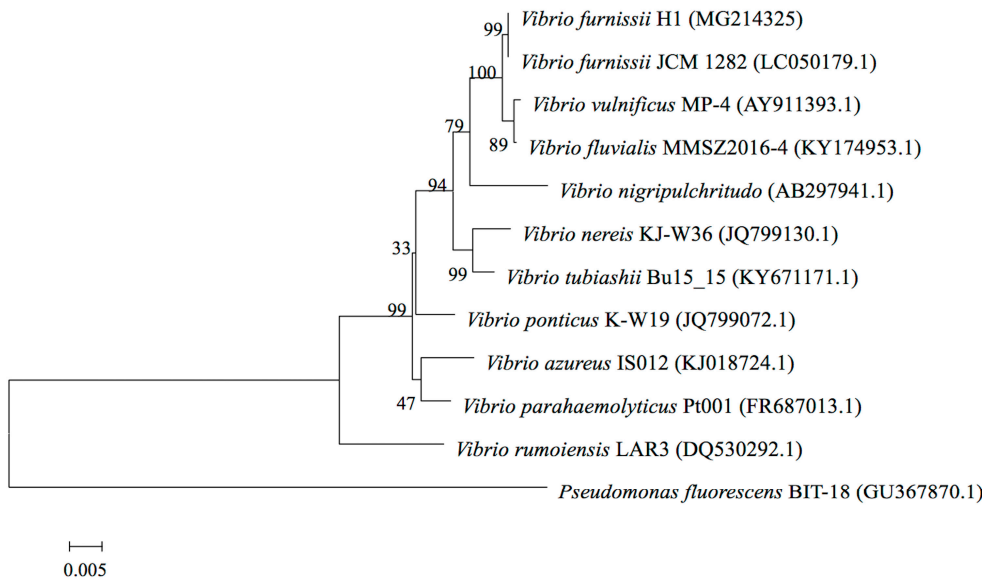 99
Vibrio furnissii H1 (MG214325)
Vibrio furnissii JCM 1282 (LC050179.1)
100
Vibrio vulnificus MP-4 (AY911393.1)
79
89
Vibrio fluvialis MMSZ2016-4 (KY174953.1)
94
Vibrio nigripulchritudo (AB297941.1)
Vibrio nereis KJ-W36 (JQ799130.1)
33
99
Vibrio tubiashii Bu15_15 (KY671171.1)
99
Vibrio ponticus K-W19 (JQ799072.1)
Vibrio azureus IS012 (KJ018724.1)
47
Vibrio parahaemolyticus Pt001 (FR687013.1)
Vibrio rumoiensis LAR3 (DQ530292.1)
Pseudomonas fluorescens BIT-18 (GU367870.1)
0.005